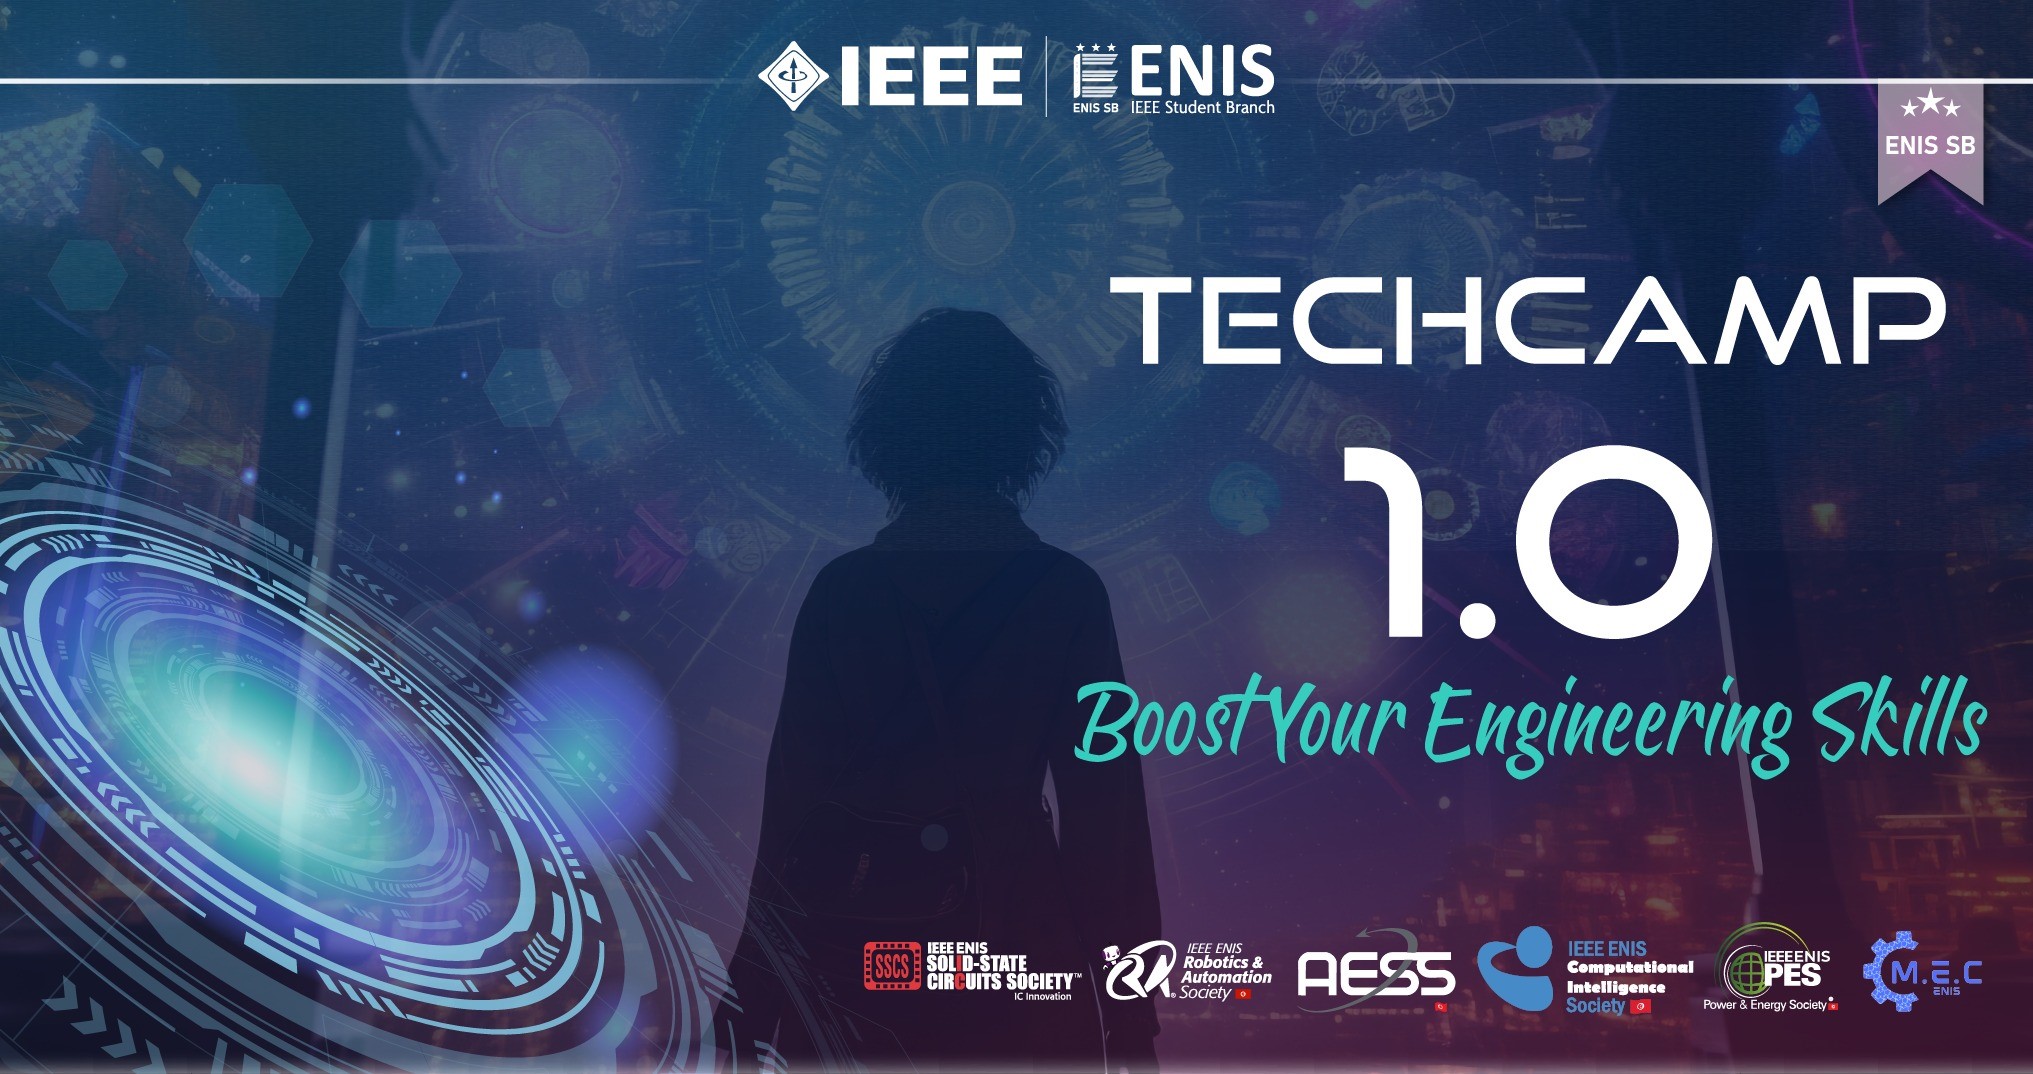 IEEE
ENIS SB
ENIS
IEEE Student Branch
ENIS SB
TECHCAMP
1.0
Boost Your Engineering Skills
SSCS
IEEE ENIS
SOLID-STATE
CIRCUITS SOCIETY™
IC Innovation
RA®
IEEE ENIS
Robotics &
Automation
Society
AESS
IEEE ENIS
Computational
Intelligence
Society
IEEE ENIS
PES
Power & Energy Society
M.E.C
ENIS